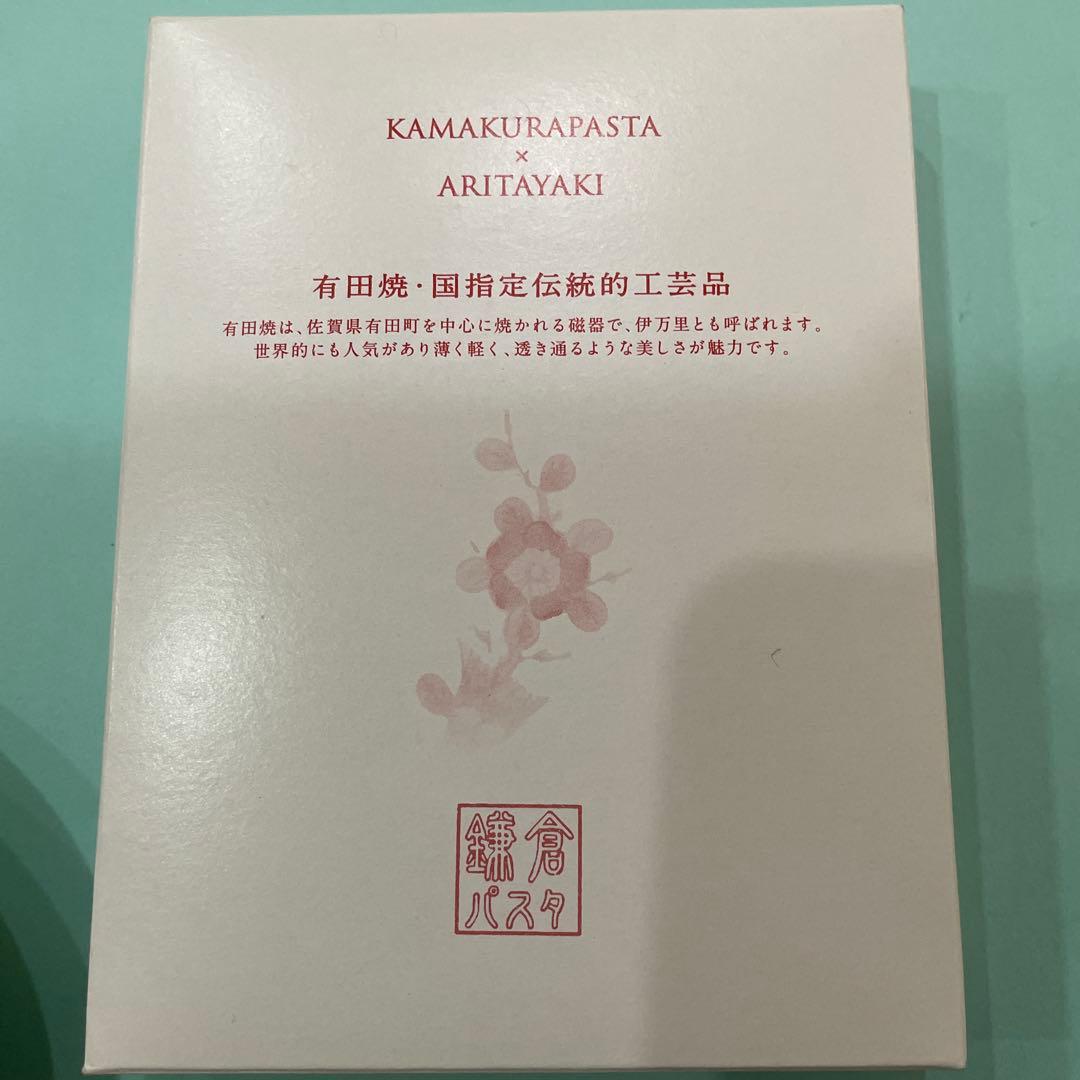 KAMAKURAPASTA
×
ARITAYAKI
有田焼・国指定伝統的工芸品
有田焼は、佐賀県有田町を中心に焼かれる磁器で、伊万里とも呼ばれます。
世界的にも人気があり薄く軽く、透き通るような美しさが魅力です。
鎌倉
パスタ